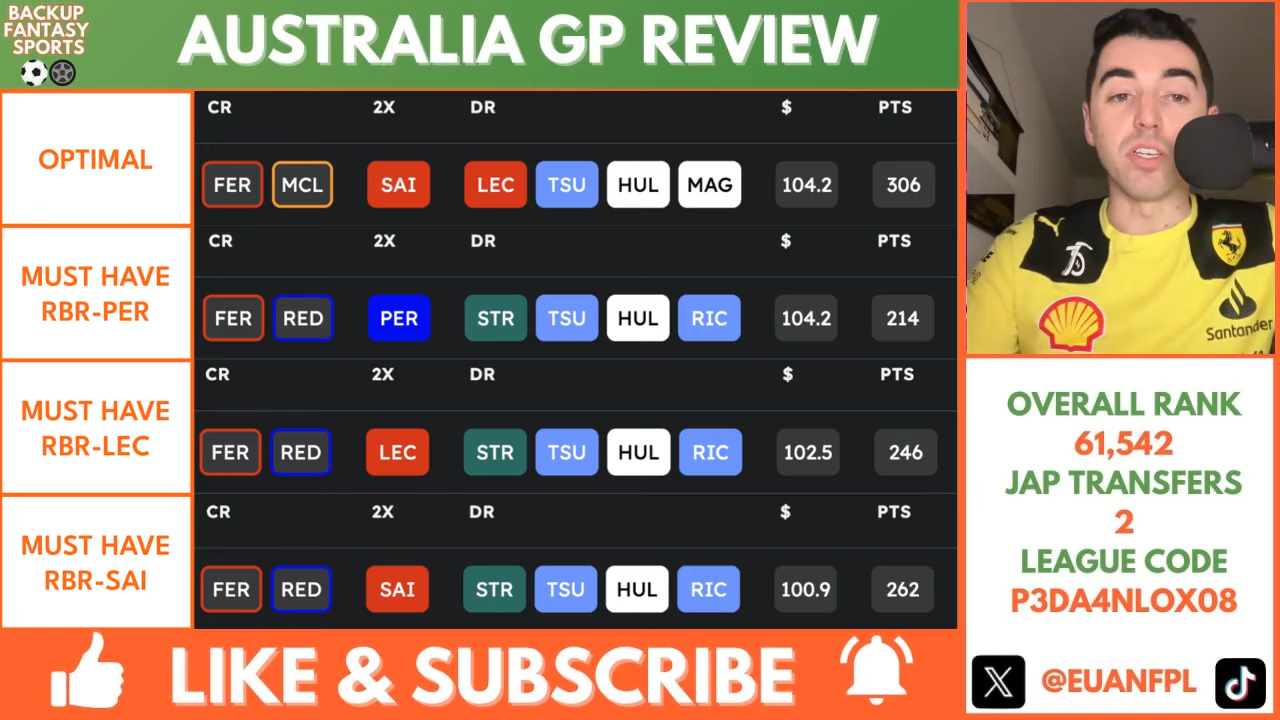 BACKUP
FANTASY
SPORTS
AUSTRALIA GP REVIEW
CR 2X DR $ PTS
OPTIMAL
FER MCL SAI LEC TSU HUL MAG 104.2 306
CR 2X DR $ PTS
MUST HAVE
RBR-PER
FER RED PER STR TSU HUL RIC 104.2 214
CR 2X DR $ PTS
MUST HAVE
RBR-LEC
FER RED LEC STR TSU HUL RIC 102.5 246
CR 2X DR $ PTS
MUST HAVE
RBR-SAI
FER RED SAI STR TSU HUL RIC 100.9 262
Santander
OVERALL RANK
61,542
JAP TRANSFERS
2
LEAGUE CODE
P3DA4NLOX08
@EUANFPL
LIKE & SUBSCRIBE